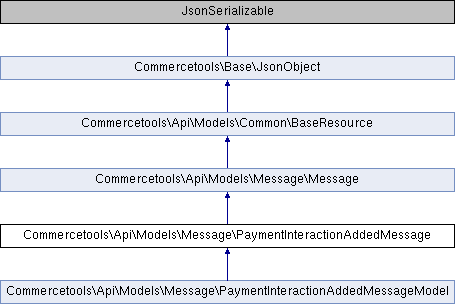 JsonSerializable
Commercetools\Base\JsonObject
Commercetools\Api\Models\Common\BaseResource
Commercetools\Api\Models\Message\Message
Commercetools\Api\Models\Message\PaymentInteractionAddedMessage
Commercetools\Api\Models\Message\PaymentInteractionAddedMessageModel